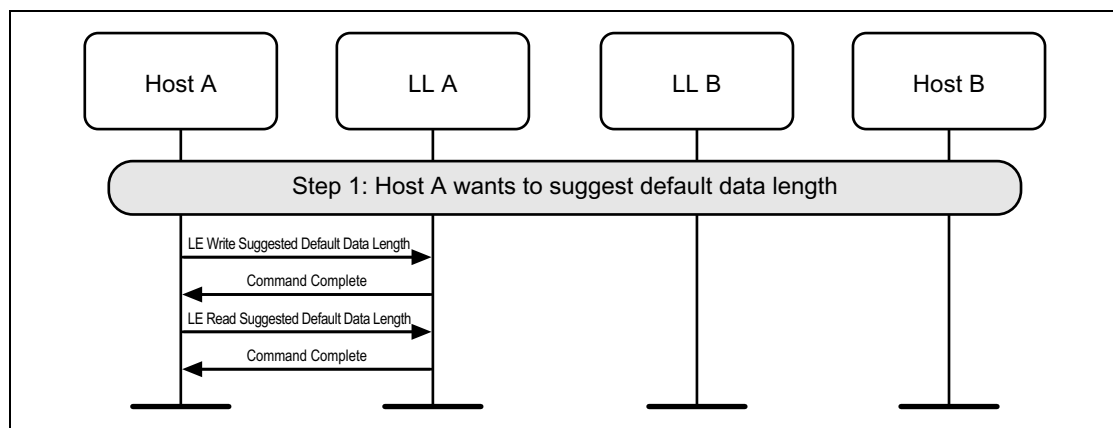 Host A
LL A
LL B
Host B
Step 1: Host A wants to suggest default data length
LE Write Suggested Default Data Length
Command Complete
LE Read Suggested Default Data Length
Command Complete